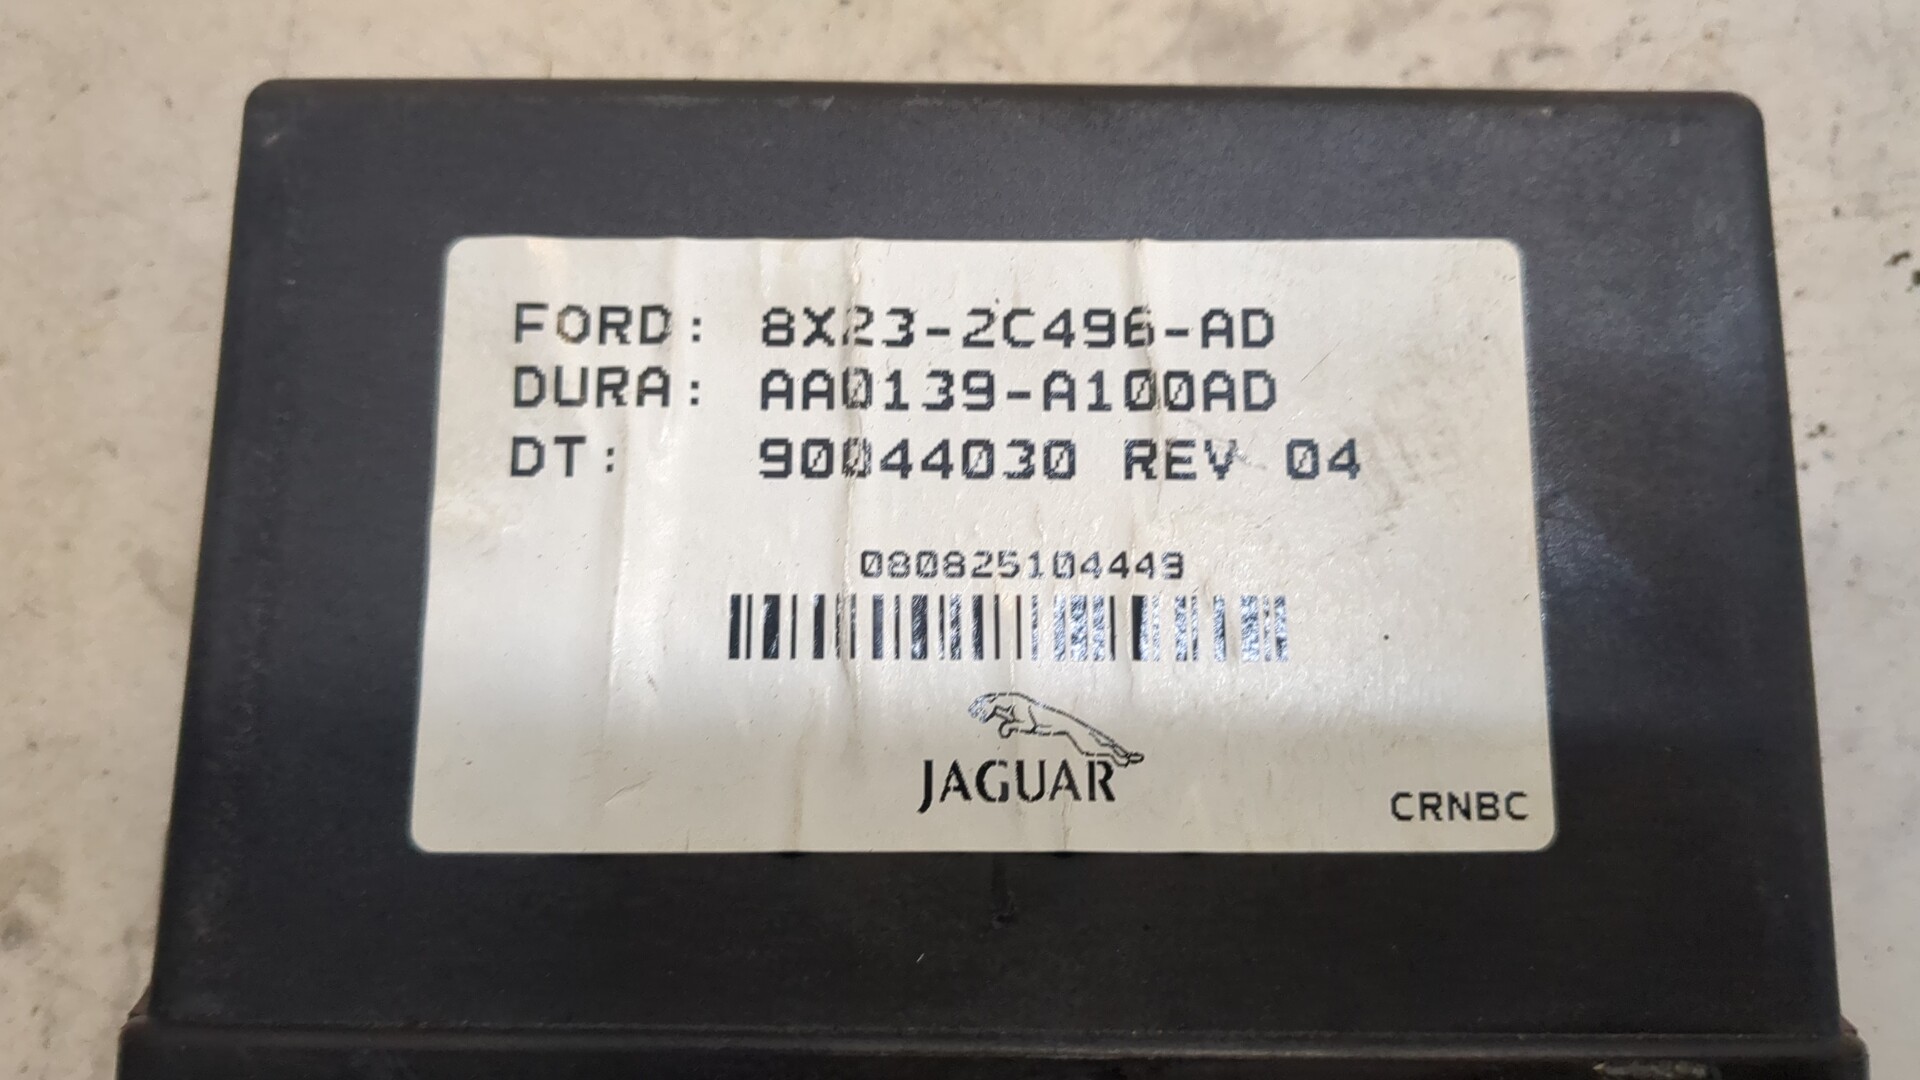 FORD: 8X23-2C496-AD
DURA: AA0139-A100AD
DT: 90044030 REV 04
080825104449
JAGUAR
CRNBC